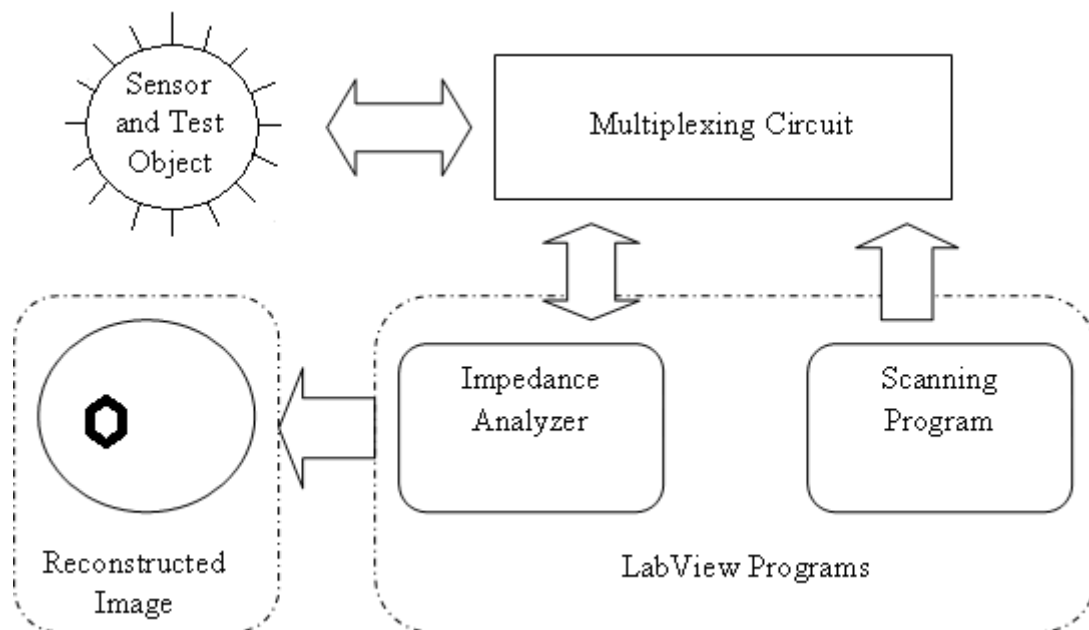 Sensor
and Test
Object
Multiplexing Circuit
Impedance
Analyzer
Scanning
Program
Reconstructed
Image
LabView Programs